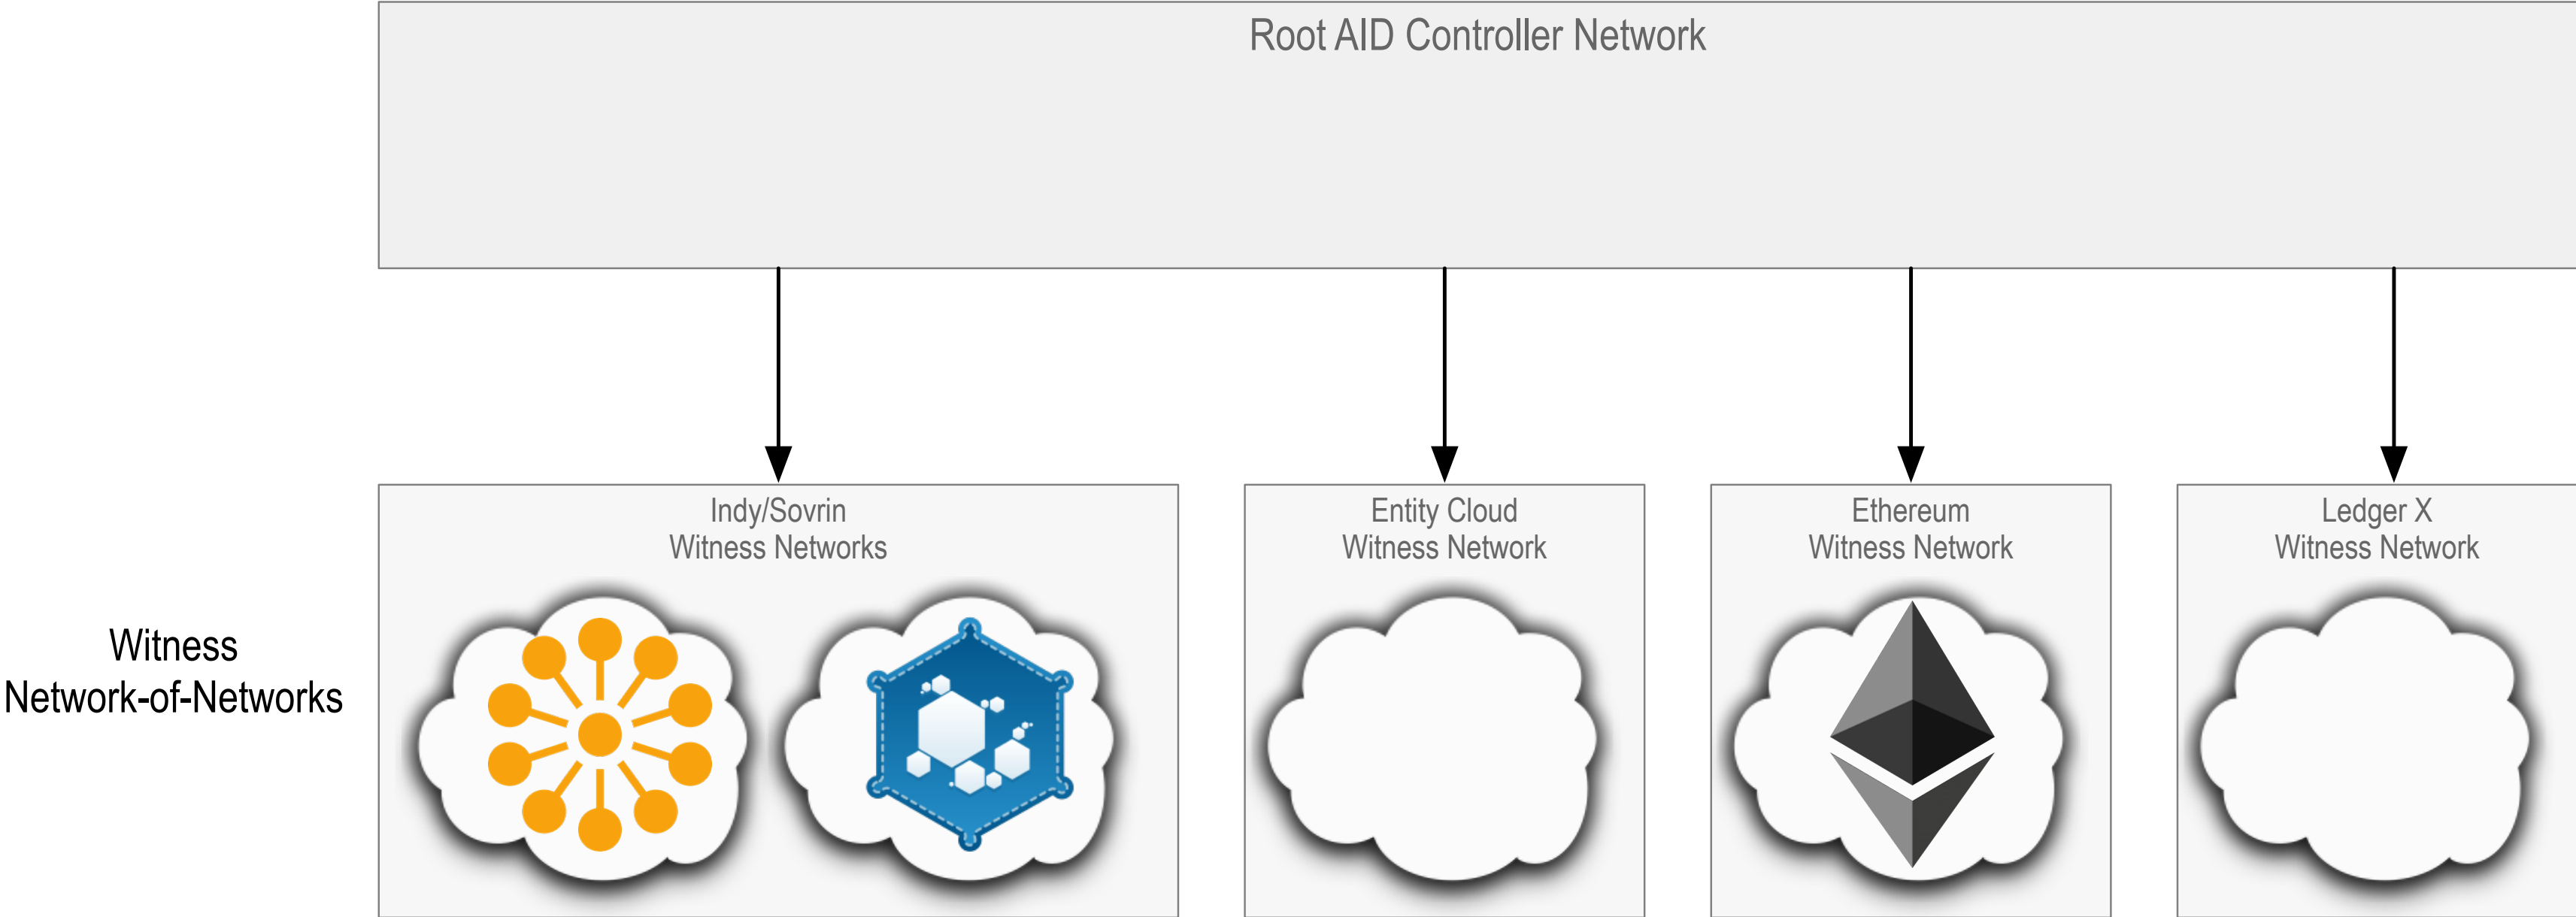 Root AID Controller Network
Indy/Sovrin
Witness Networks
Entity Cloud
Witness Network
Ethereum
Witness Network
Ledger X
Witness Network
Witness
Network-of-Networks